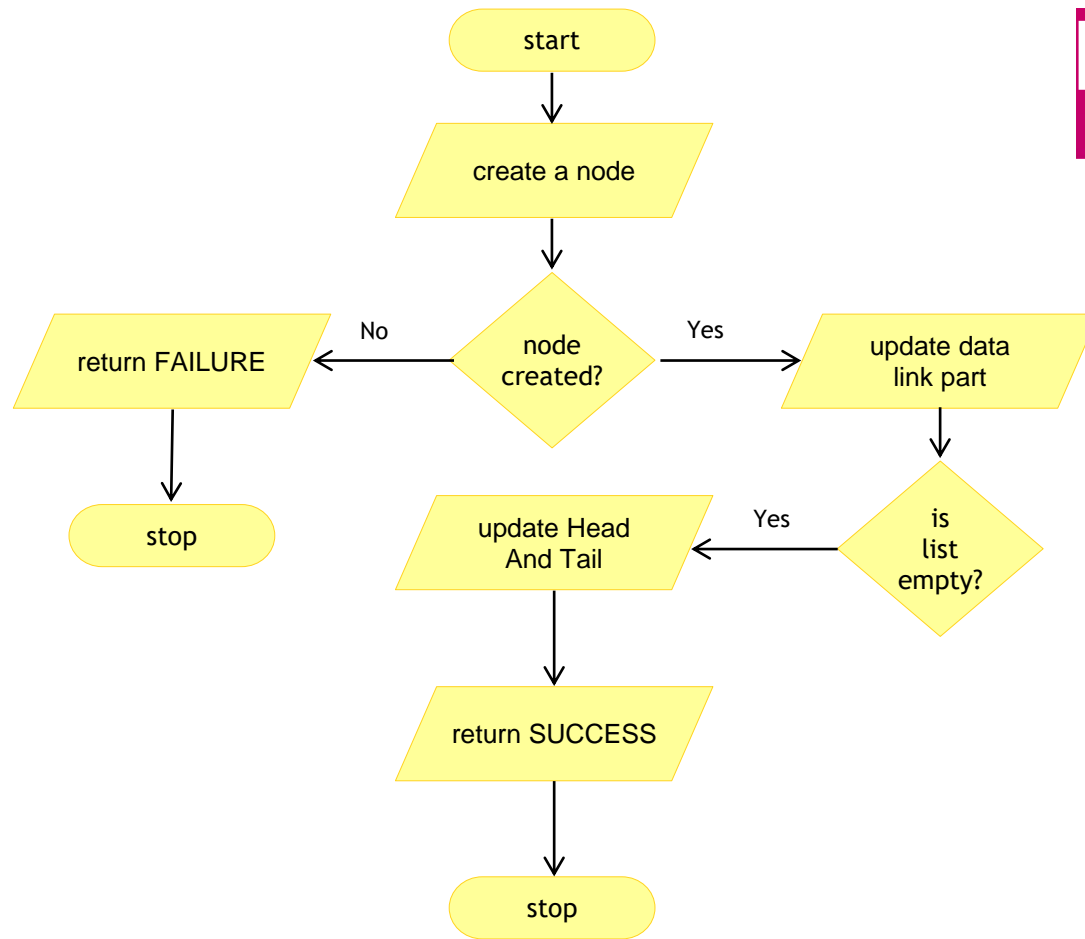 start
create a node
node
created?
No
Yes
return FAILURE
update data
link part
stop
is
list
empty?
Yes
update Head
And Tail
return SUCCESS
stop